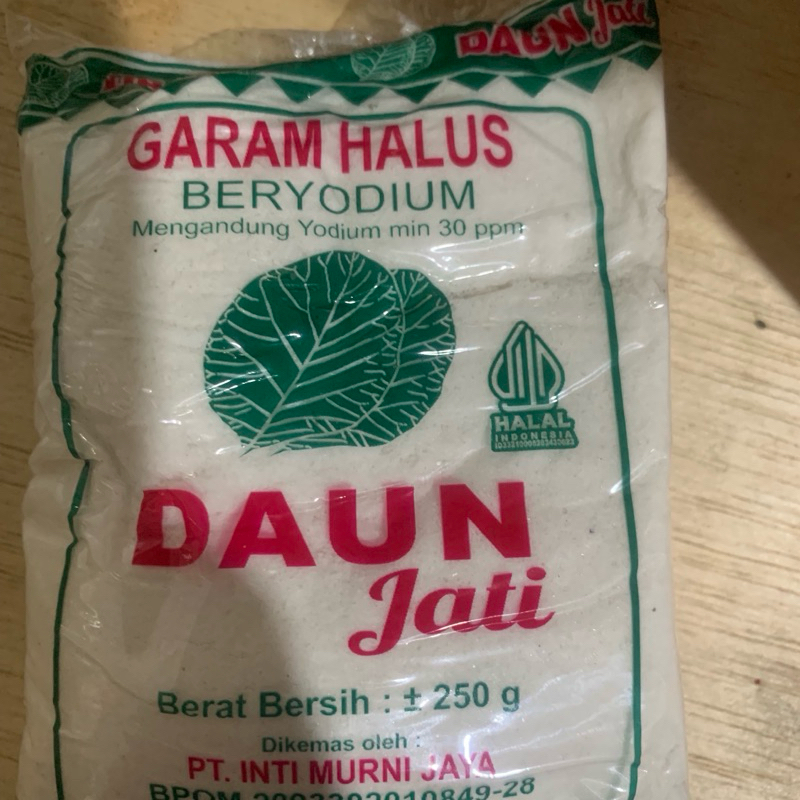 DAUN Jati
GARAM HALUS
BERYODIUM
Mengandung Yodium min 30 ppm
HALAL
INDONESIA
DAUN
Jati
Berat Bersih : ± 250 g
Dikemas oleh :
PT. INTI MURNI JAYA